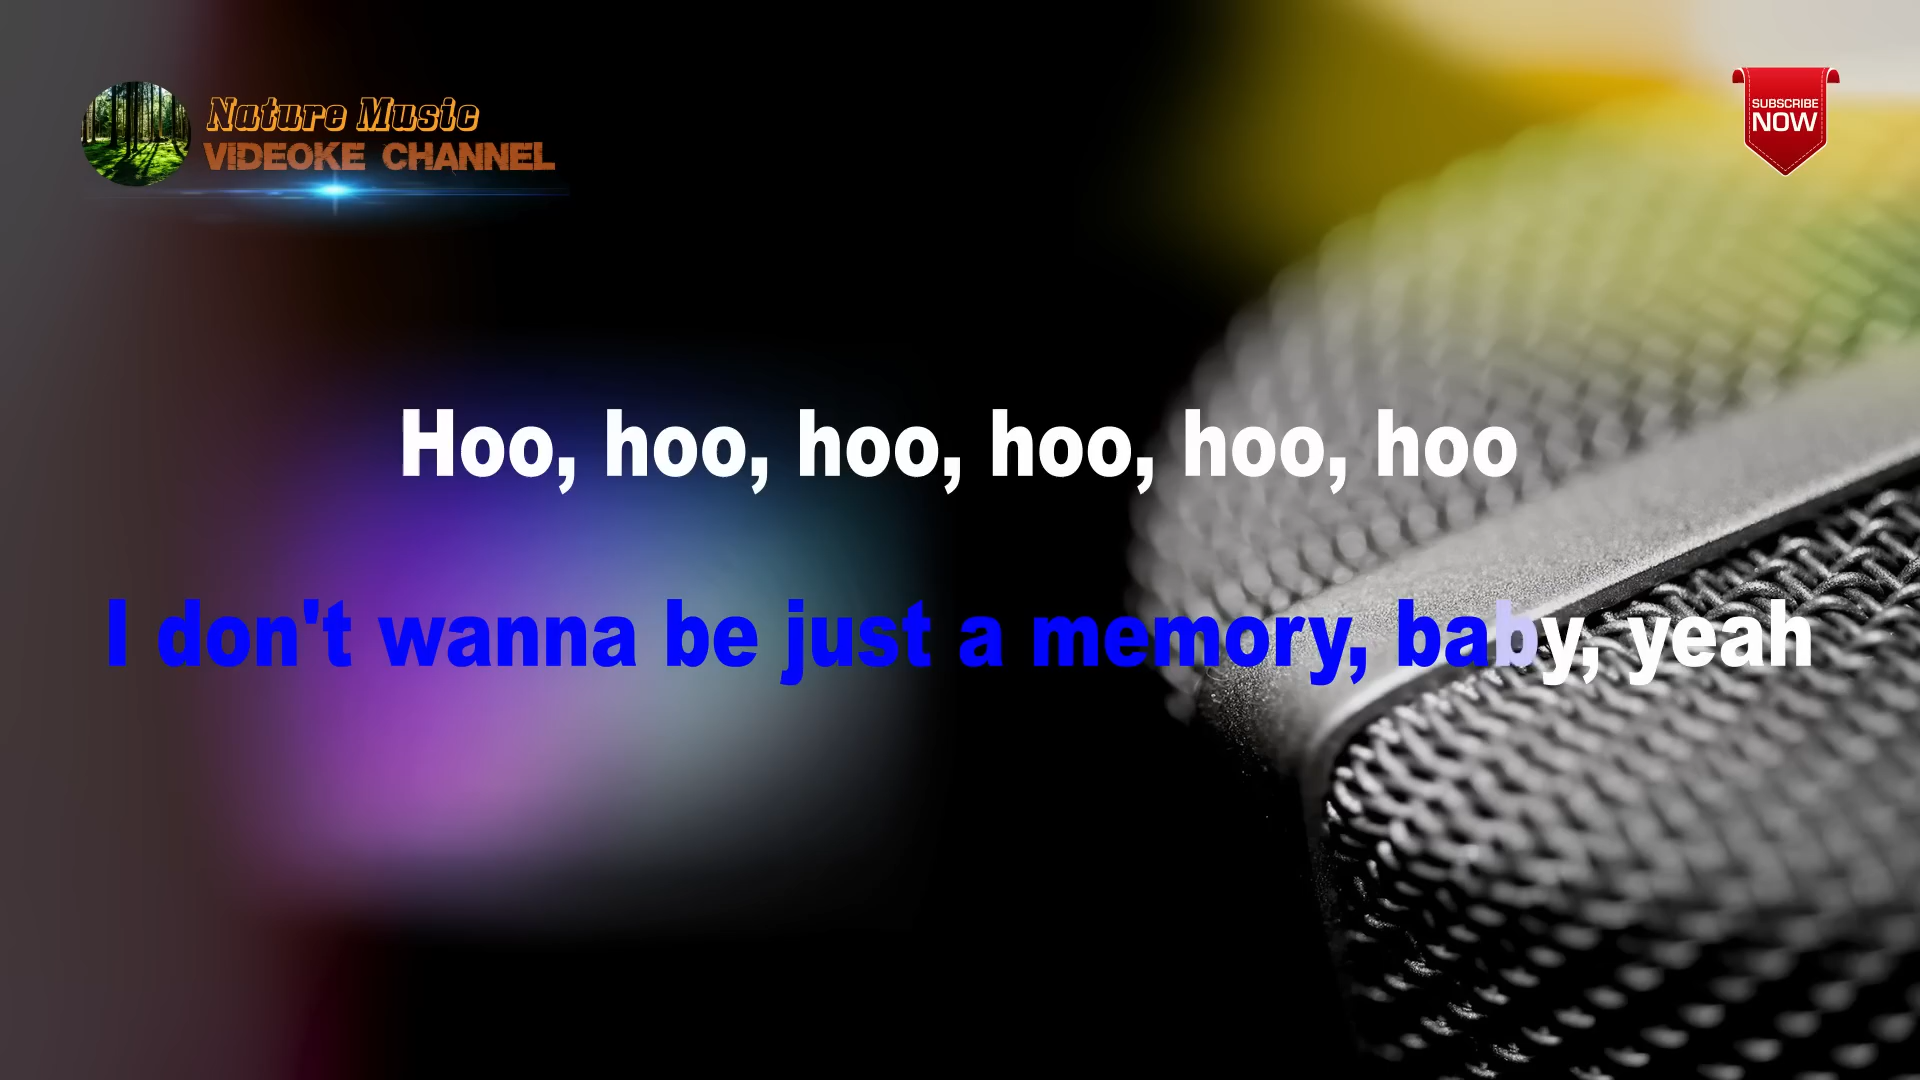 Nature Music
VIDEOKE CHANNEL
SUBSCRIBE
NOW
Hoo, hoo, hoo, hoo, hoo, hoo
I don't wanna be just a memory, baby, yeah